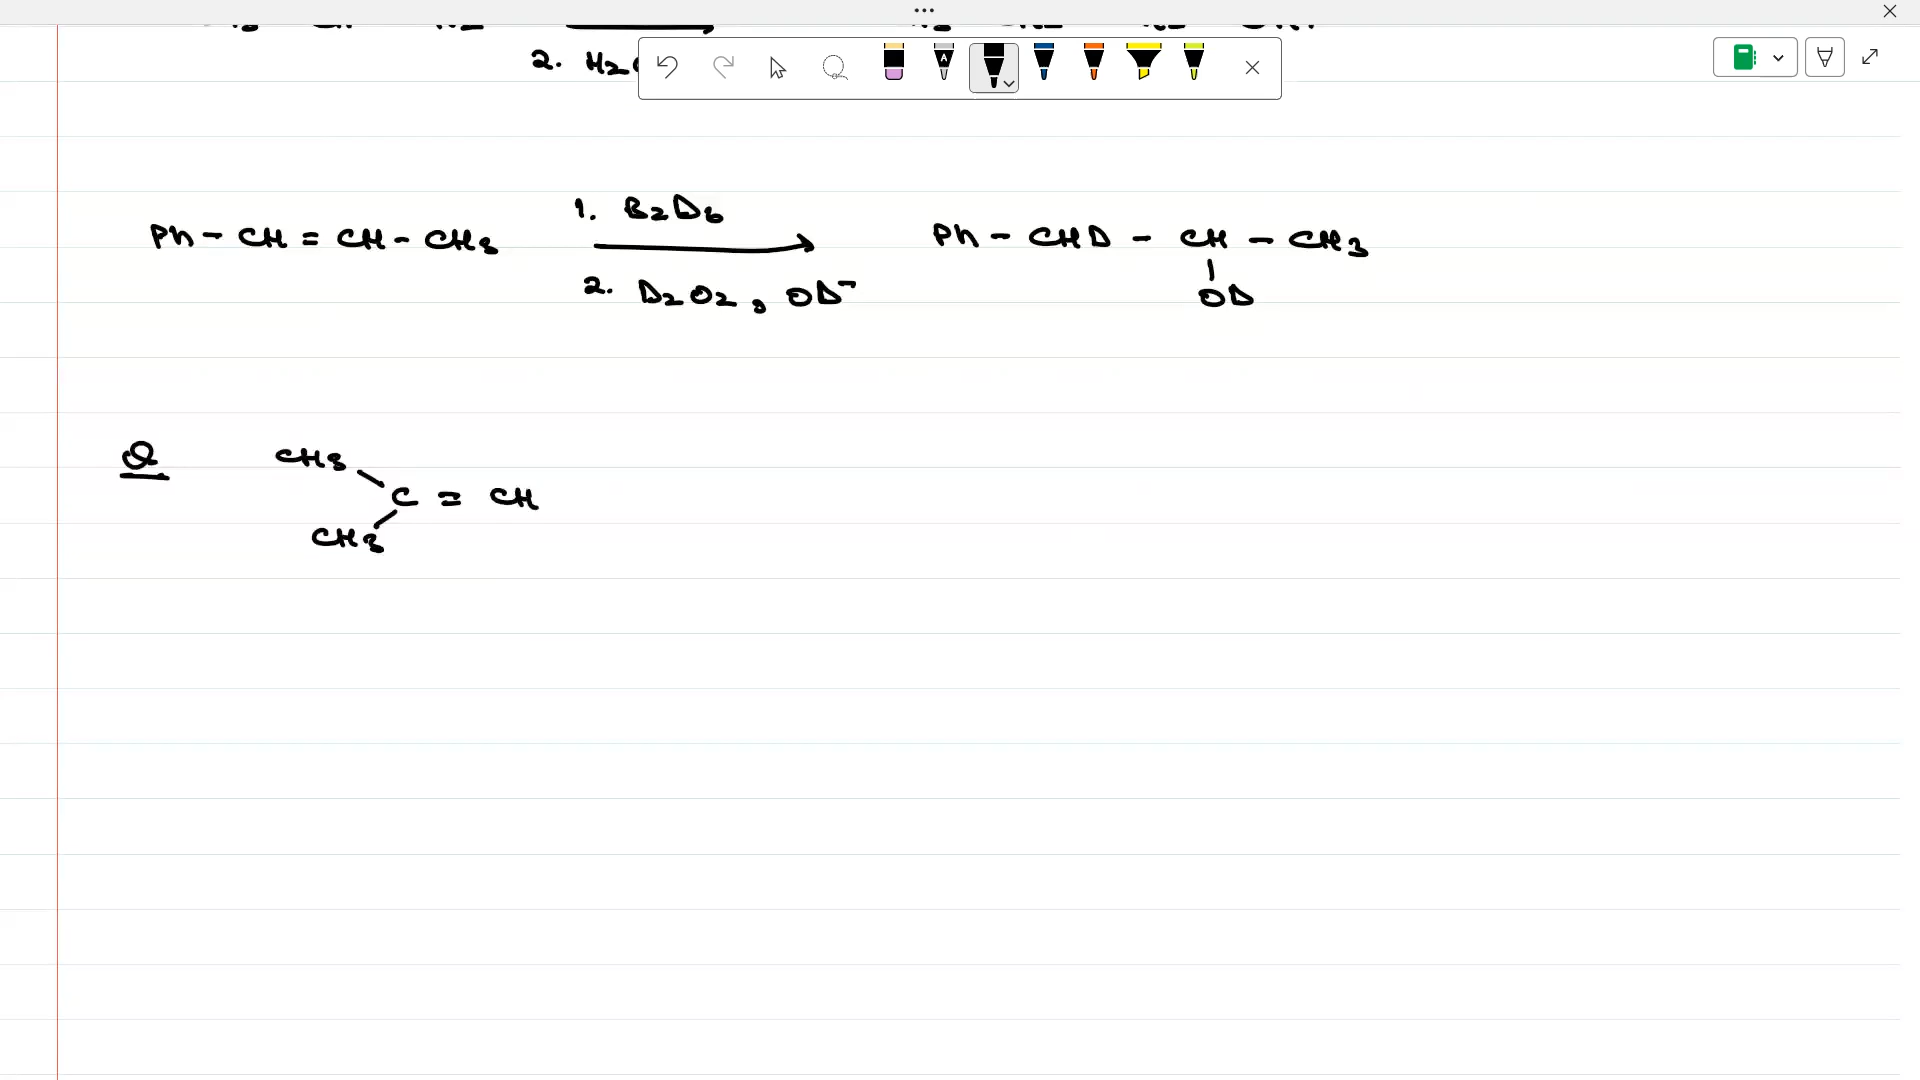 2. H2
1. B2D6
Ph - CH = CH - CH3 Ph - CHD - CH - CH3
2. D2O2, OD⁻ OD
Q CH3
C = CH
CH3